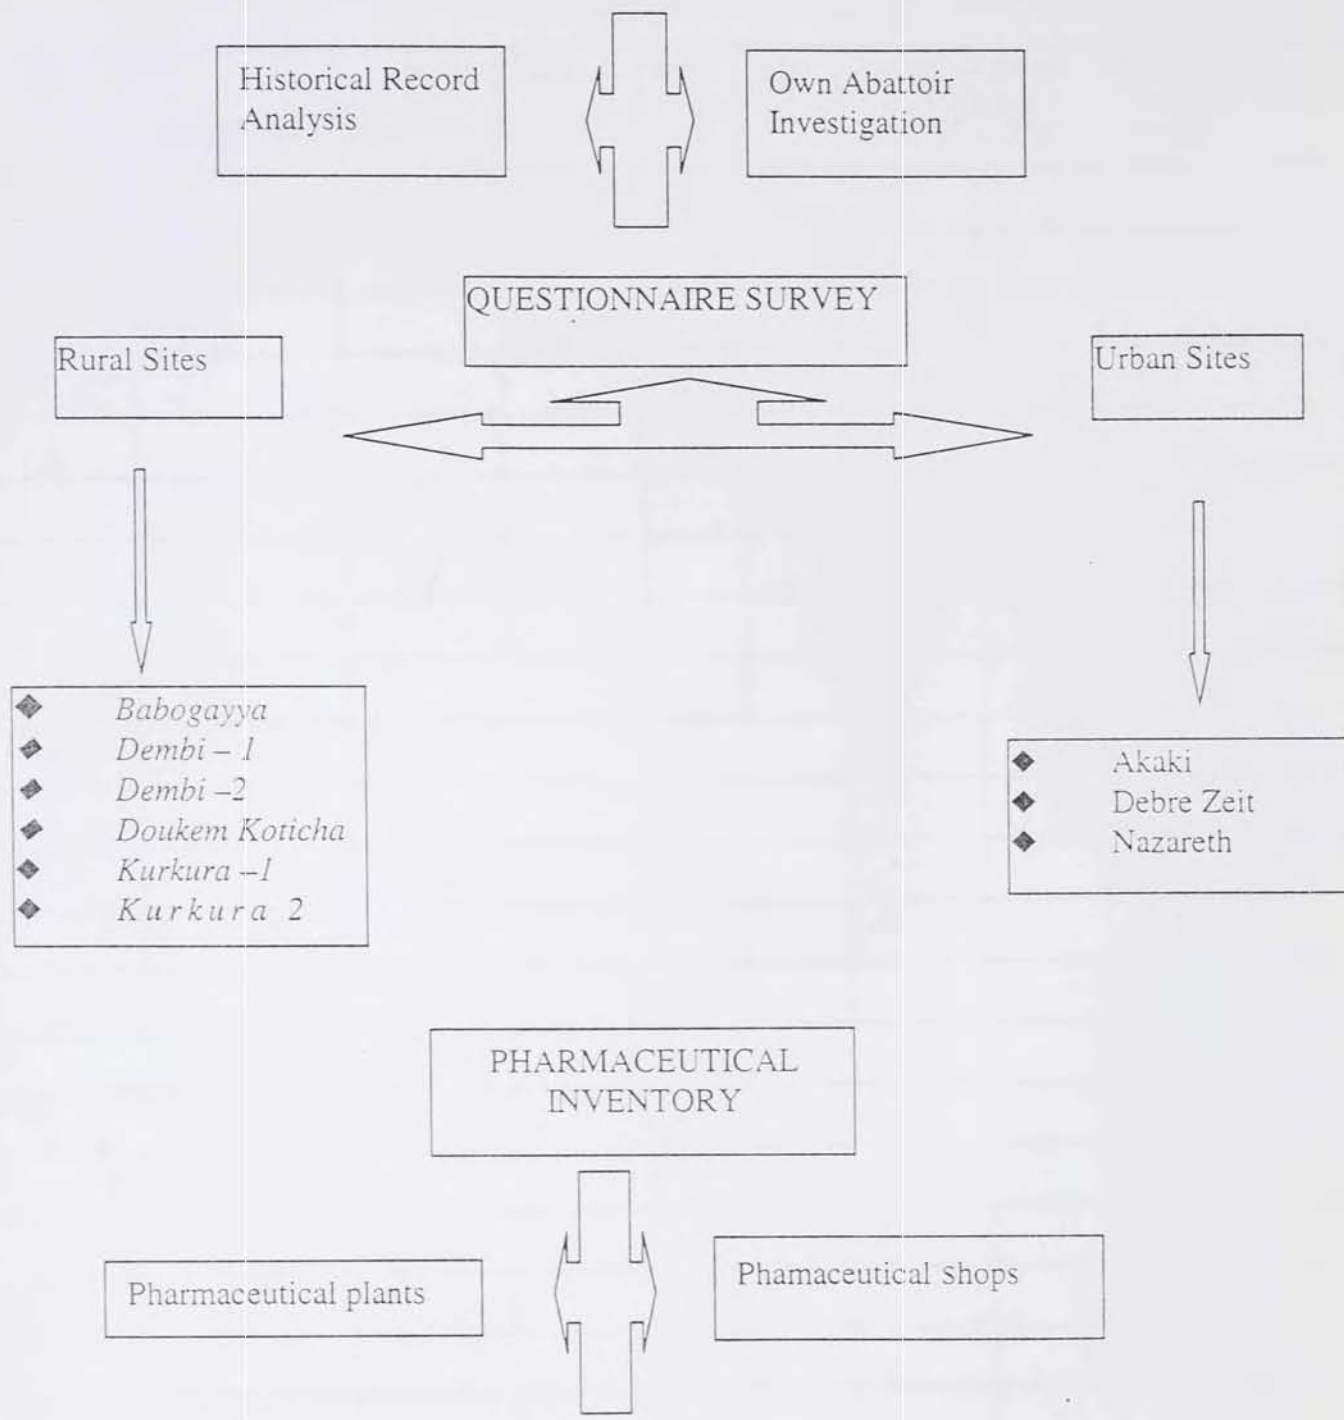 Historical Record
Analysis
Own Abattoir
Investigation
QUESTIONNAIRE SURVEY
Rural Sites
Urban Sites
◆ Babogayya
◆ Dembi – 1
◆ Dembi –2
◆ Doukem Koticha
◆ Kurkura –1
◆ Kurkura 2
◆ Akaki
◆ Debre Zeit
◆ Nazareth
PHARMACEUTICAL
INVENTORY
Pharmaceutical plants
Phamaceutical shops